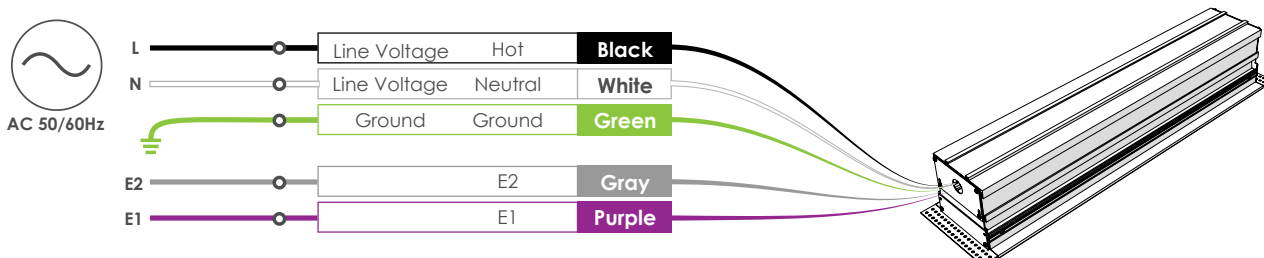 L Line Voltage Hot Black
N Line Voltage Neutral White
AC 50/60Hz Ground Ground Green
E2 E2 Gray
E1 E1 Purple